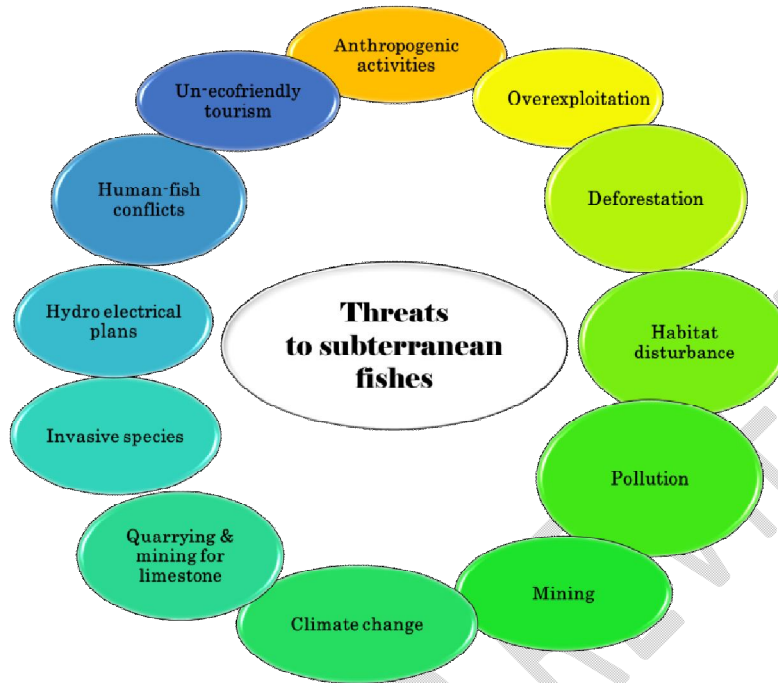 Anthropogenic
activities
Overexploitation
Deforestation
Habitat
disturbance
Pollution
Mining
Climate change
Quarrying &
mining for
limestone
Invasive species
Hydro electrical
plans
Human-fish
conflicts
Un-ecofriendly
tourism
Threats
to subterranean
fishes